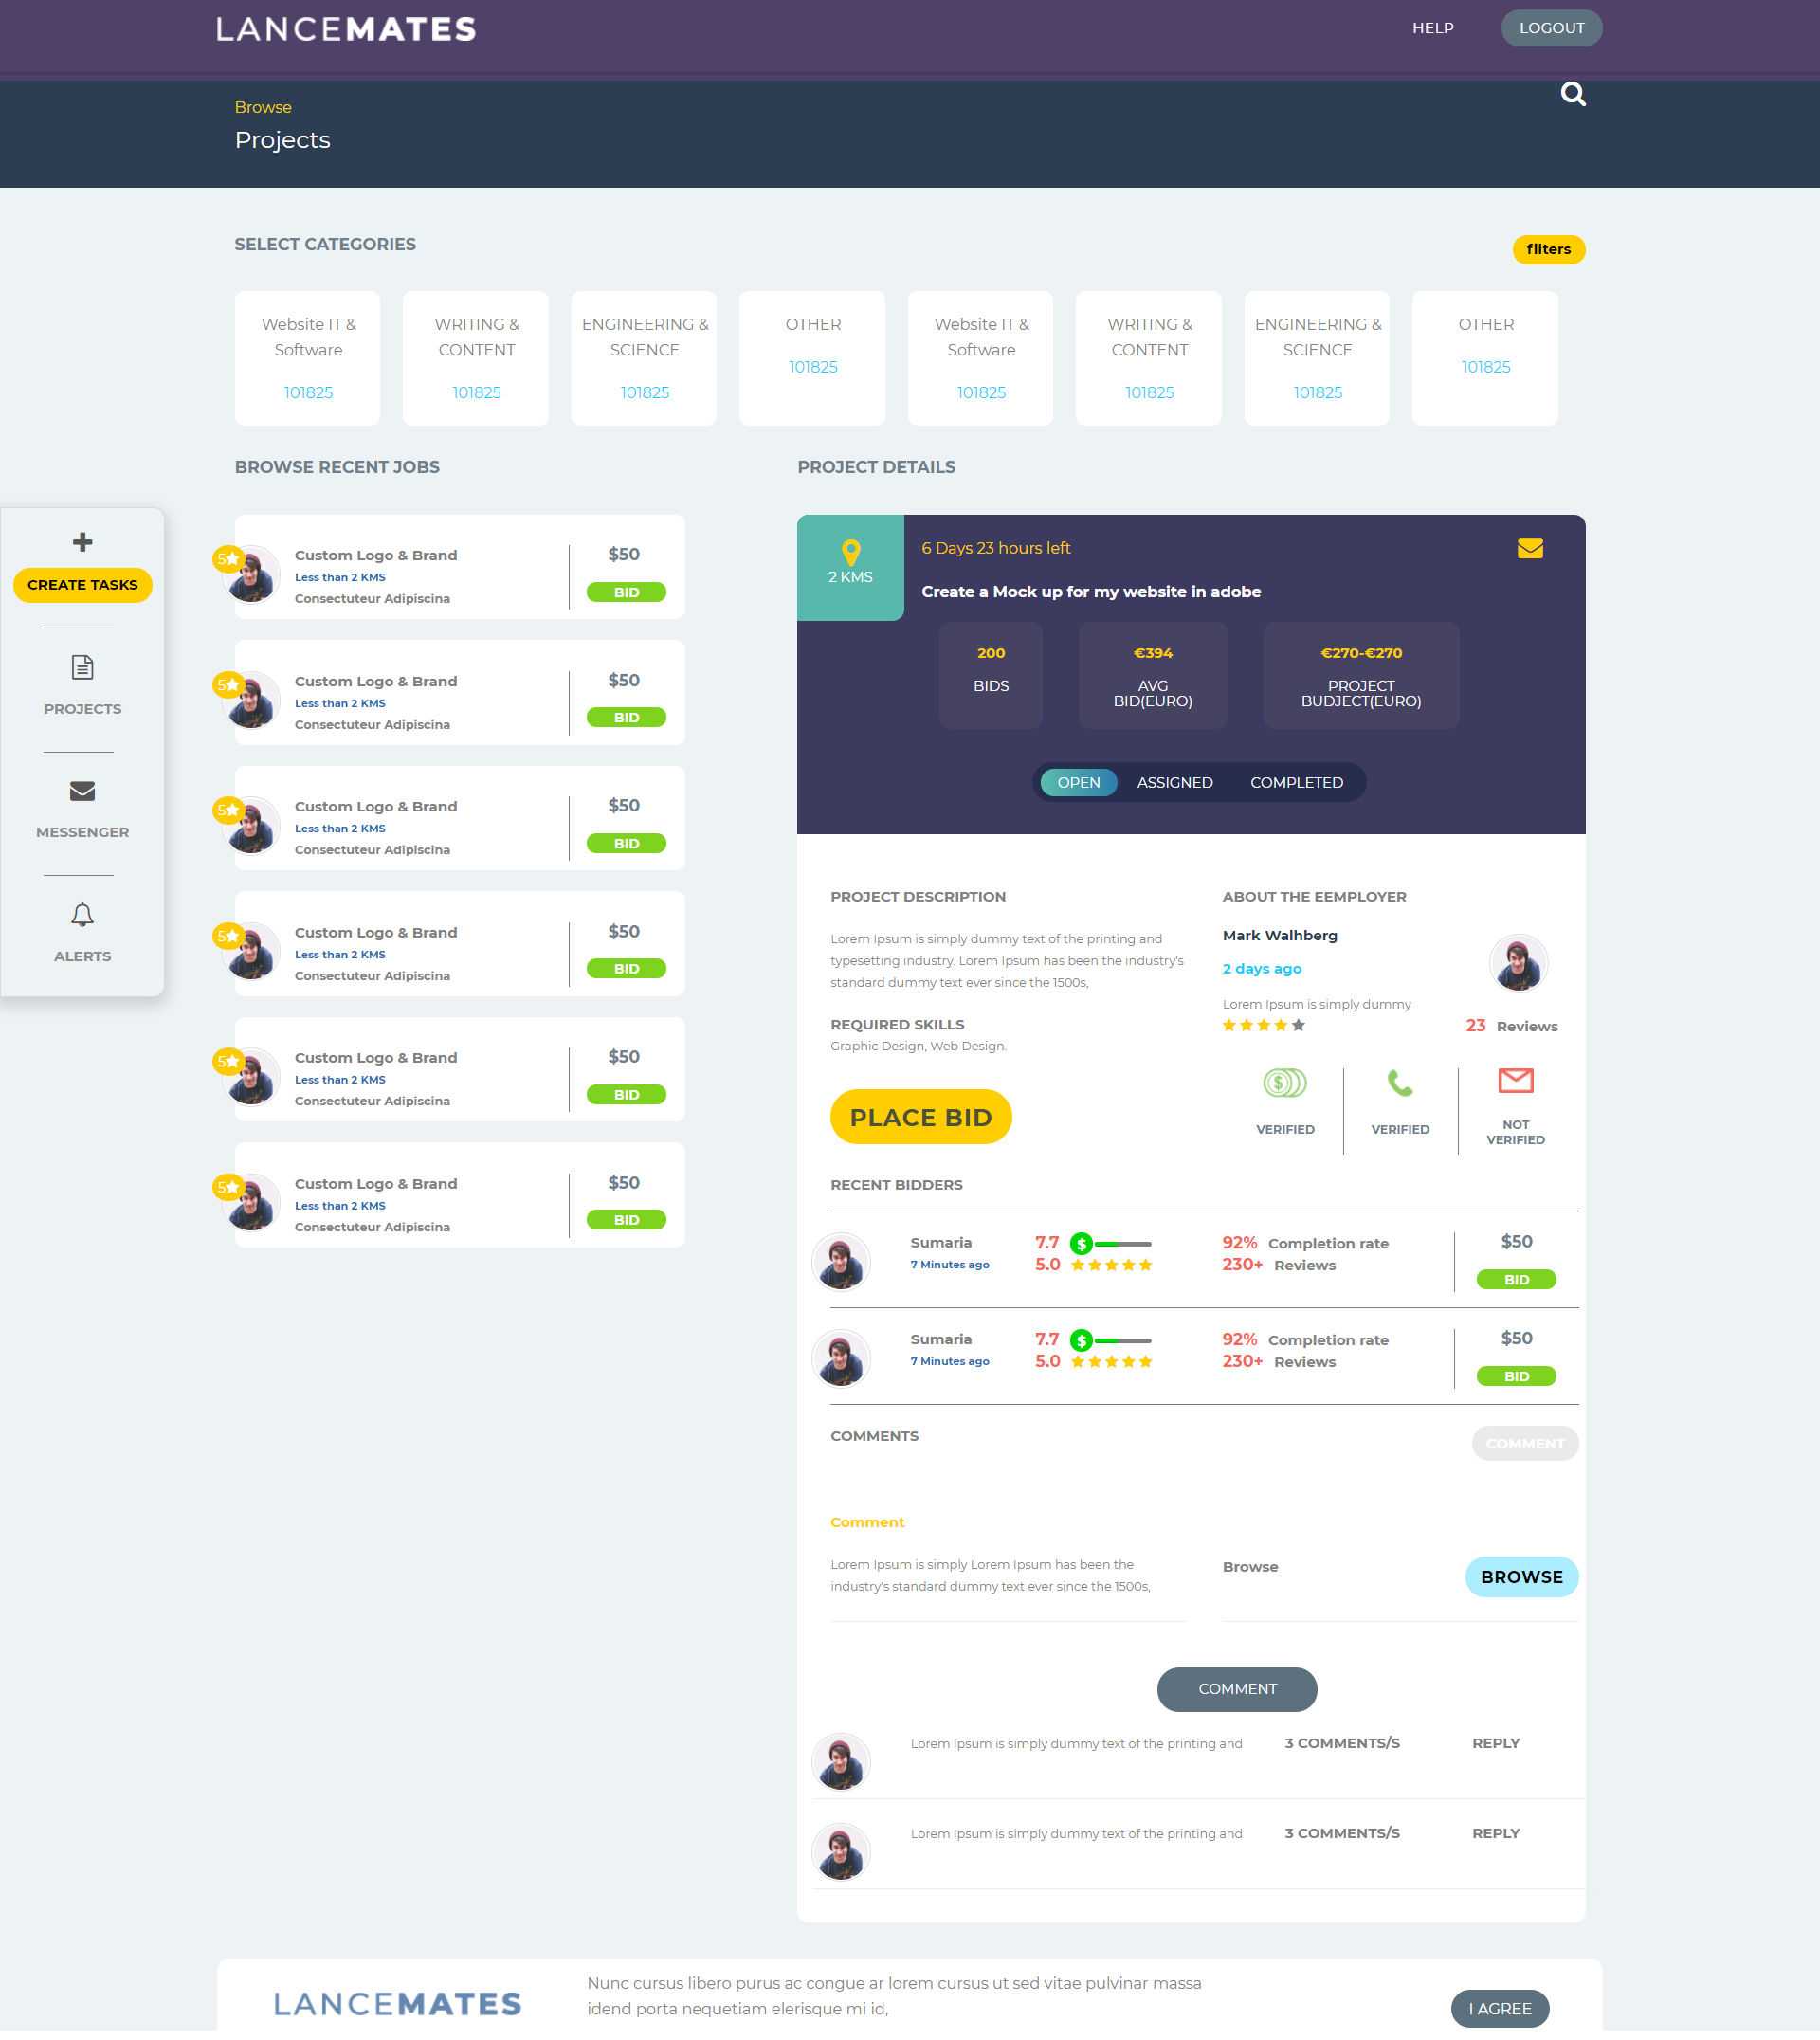 LANCEMATES
HELP
LOGOUT
Browse
Projects
SELECT CATEGORIES
filters
Website IT &
Software
101825
WRITING &
CONTENT
101825
ENGINEERING &
SCIENCE
101825
OTHER
101825
Website IT &
Software
101825
WRITING &
CONTENT
101825
ENGINEERING &
SCIENCE
101825
OTHER
101825
CREATE TASKS
PROJECTS
MESSENGER
ALERTS
BROWSE RECENT JOBS
5
Custom Logo & Brand
Less than 2 KMS
Consectuteur Adipiscina
$50
BID
5
Custom Logo & Brand
Less than 2 KMS
Consectuteur Adipiscina
$50
BID
5
Custom Logo & Brand
Less than 2 KMS
Consectuteur Adipiscina
$50
BID
5
Custom Logo & Brand
Less than 2 KMS
Consectuteur Adipiscina
$50
BID
5
Custom Logo & Brand
Less than 2 KMS
Consectuteur Adipiscina
$50
BID
5
Custom Logo & Brand
Less than 2 KMS
Consectuteur Adipiscina
$50
BID
PROJECT DETAILS
2 KMS
6 Days 23 hours left
Create a Mock up for my website in adobe
200
BIDS
€394
AVG
BID(EURO)
€270-€270
PROJECT
BUDJECT(EURO)
OPEN
ASSIGNED
COMPLETED
PROJECT DESCRIPTION
Lorem Ipsum is simply dummy text of the printing and
typesetting industry. Lorem Ipsum has been the industry's
standard dummy text ever since the 1500s,
REQUIRED SKILLS
Graphic Design, Web Design.
PLACE BID
ABOUT THE EEMPLOYER
Mark Walhberg
2 days ago
Lorem Ipsum is simply dummy
23 Reviews
$
VERIFIED
VERIFIED
NOT
VERIFIED
RECENT BIDDERS
Sumaria
7 Minutes ago
7.7 $
5.0
92% Completion rate
230+ Reviews
$50
BID
Sumaria
7 Minutes ago
7.7 $
5.0
92% Completion rate
230+ Reviews
$50
BID
COMMENTS
COMMENT
Comment
Lorem Ipsum is simply Lorem Ipsum has been the
industry's standard dummy text ever since the 1500s,
Browse
BROWSE
COMMENT
Lorem Ipsum is simply dummy text of the printing and
3 COMMENTS/S
REPLY
Lorem Ipsum is simply dummy text of the printing and
3 COMMENTS/S
REPLY
LANCEMATES
Nunc cursus libero purus ac congue ar lorem cursus ut sed vitae pulvinar massa
idend porta nequetiam elerisque mi id,
I AGREE